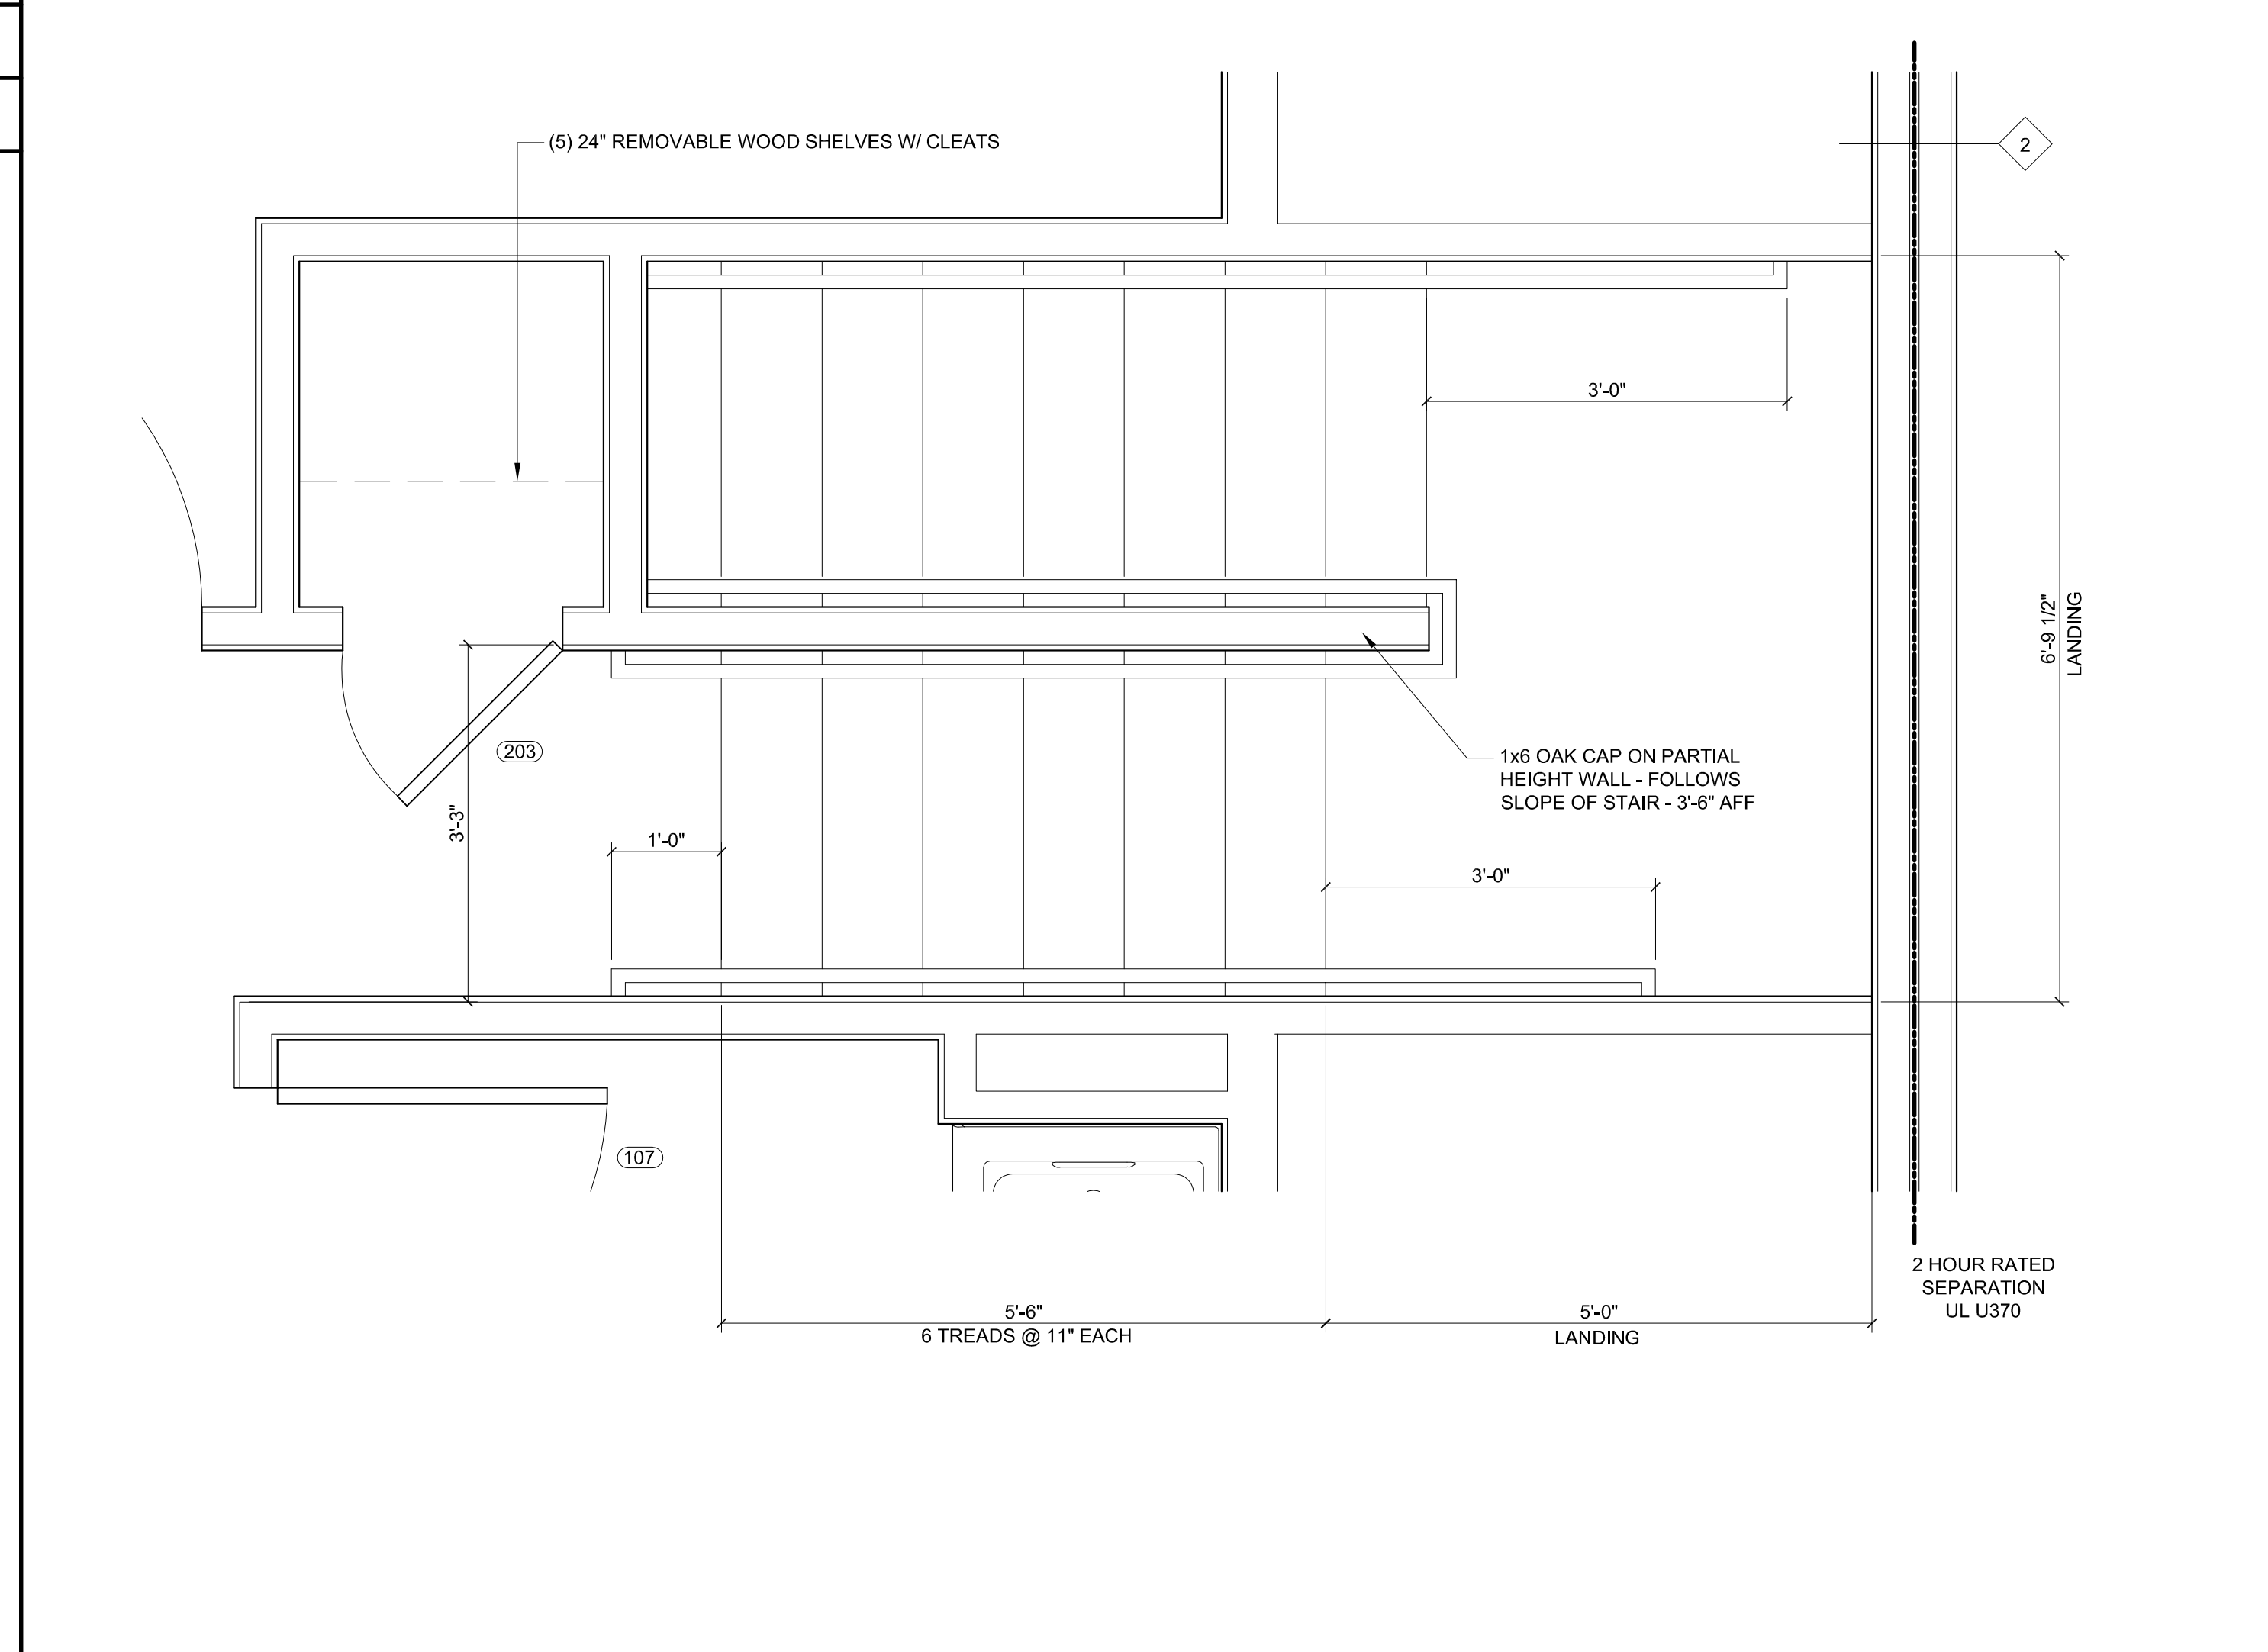 (5) 24" REMOVABLE WOOD SHELVES W/ CLEATS
2
3'-0"
6'-9 1/2"
LANDING
203
1x6 OAK CAP ON PARTIAL
HEIGHT WALL - FOLLOWS
SLOPE OF STAIR - 3'-6" AFF
3'-3"
1'-0"
3'-0"
107
2 HOUR RATED
SEPARATION
UL U370
5'-6"
6 TREADS @ 11" EACH
5'-0"
LANDING